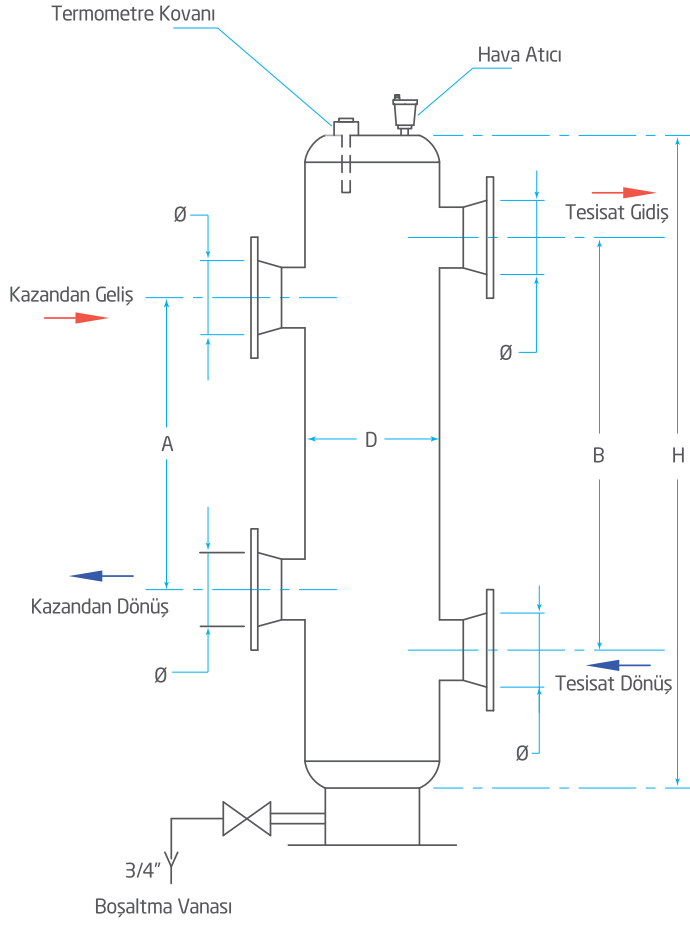 Termometre Kovanı
Hava Atıcı
Ø
Tesisat Gidiş
Kazandan Geliş
Ø
A
D
B
H
Kazandan Dönüş
Ø
Tesisat Dönüş
Ø
3/4"
Boşaltma Vanası